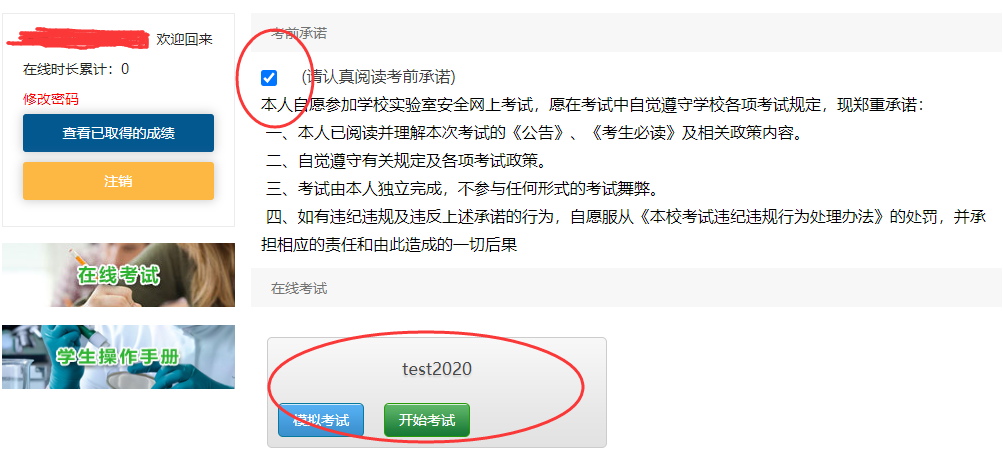 欢迎回来
在线时长累计：0
修改密码
查看已取得的成绩
注销
在线考试
学生操作手册
考前承诺
(请认真阅读考前承诺)
本人自愿参加学校实验室安全网上考试，愿在考试中自觉遵守学校各项考试规定，现郑重承诺：
一、本人已阅读并理解本次考试的《公告》、《考生必读》及相关政策内容。
二、自觉遵守有关规定及各项考试政策。
三、考试由本人独立完成，不参与任何形式的考试舞弊。
四、如有违纪违规及违反上述承诺的行为，自愿服从《本校考试违纪违规行为处理办法》的处罚，并承
担相应的责任和由此造成的一切后果
在线考试
test2020
模拟考试 开始考试